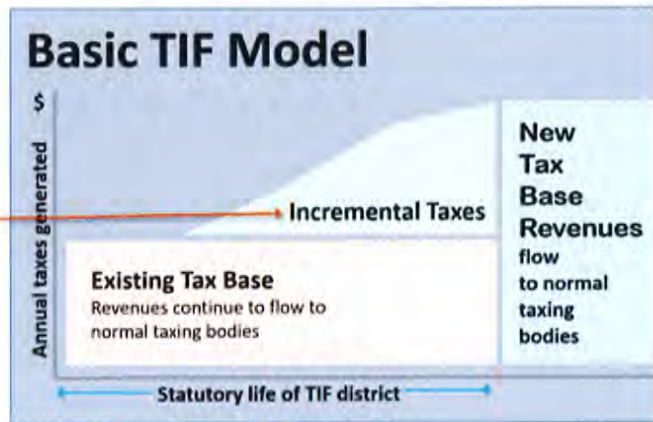 Basic TIF Model
$
Annual taxes generated
Incremental Taxes
Existing Tax Base
Revenues continue to flow to
normal taxing bodies
New
Tax
Base
Revenues
flow
to normal
taxing
bodies
Statutory life of TIF district